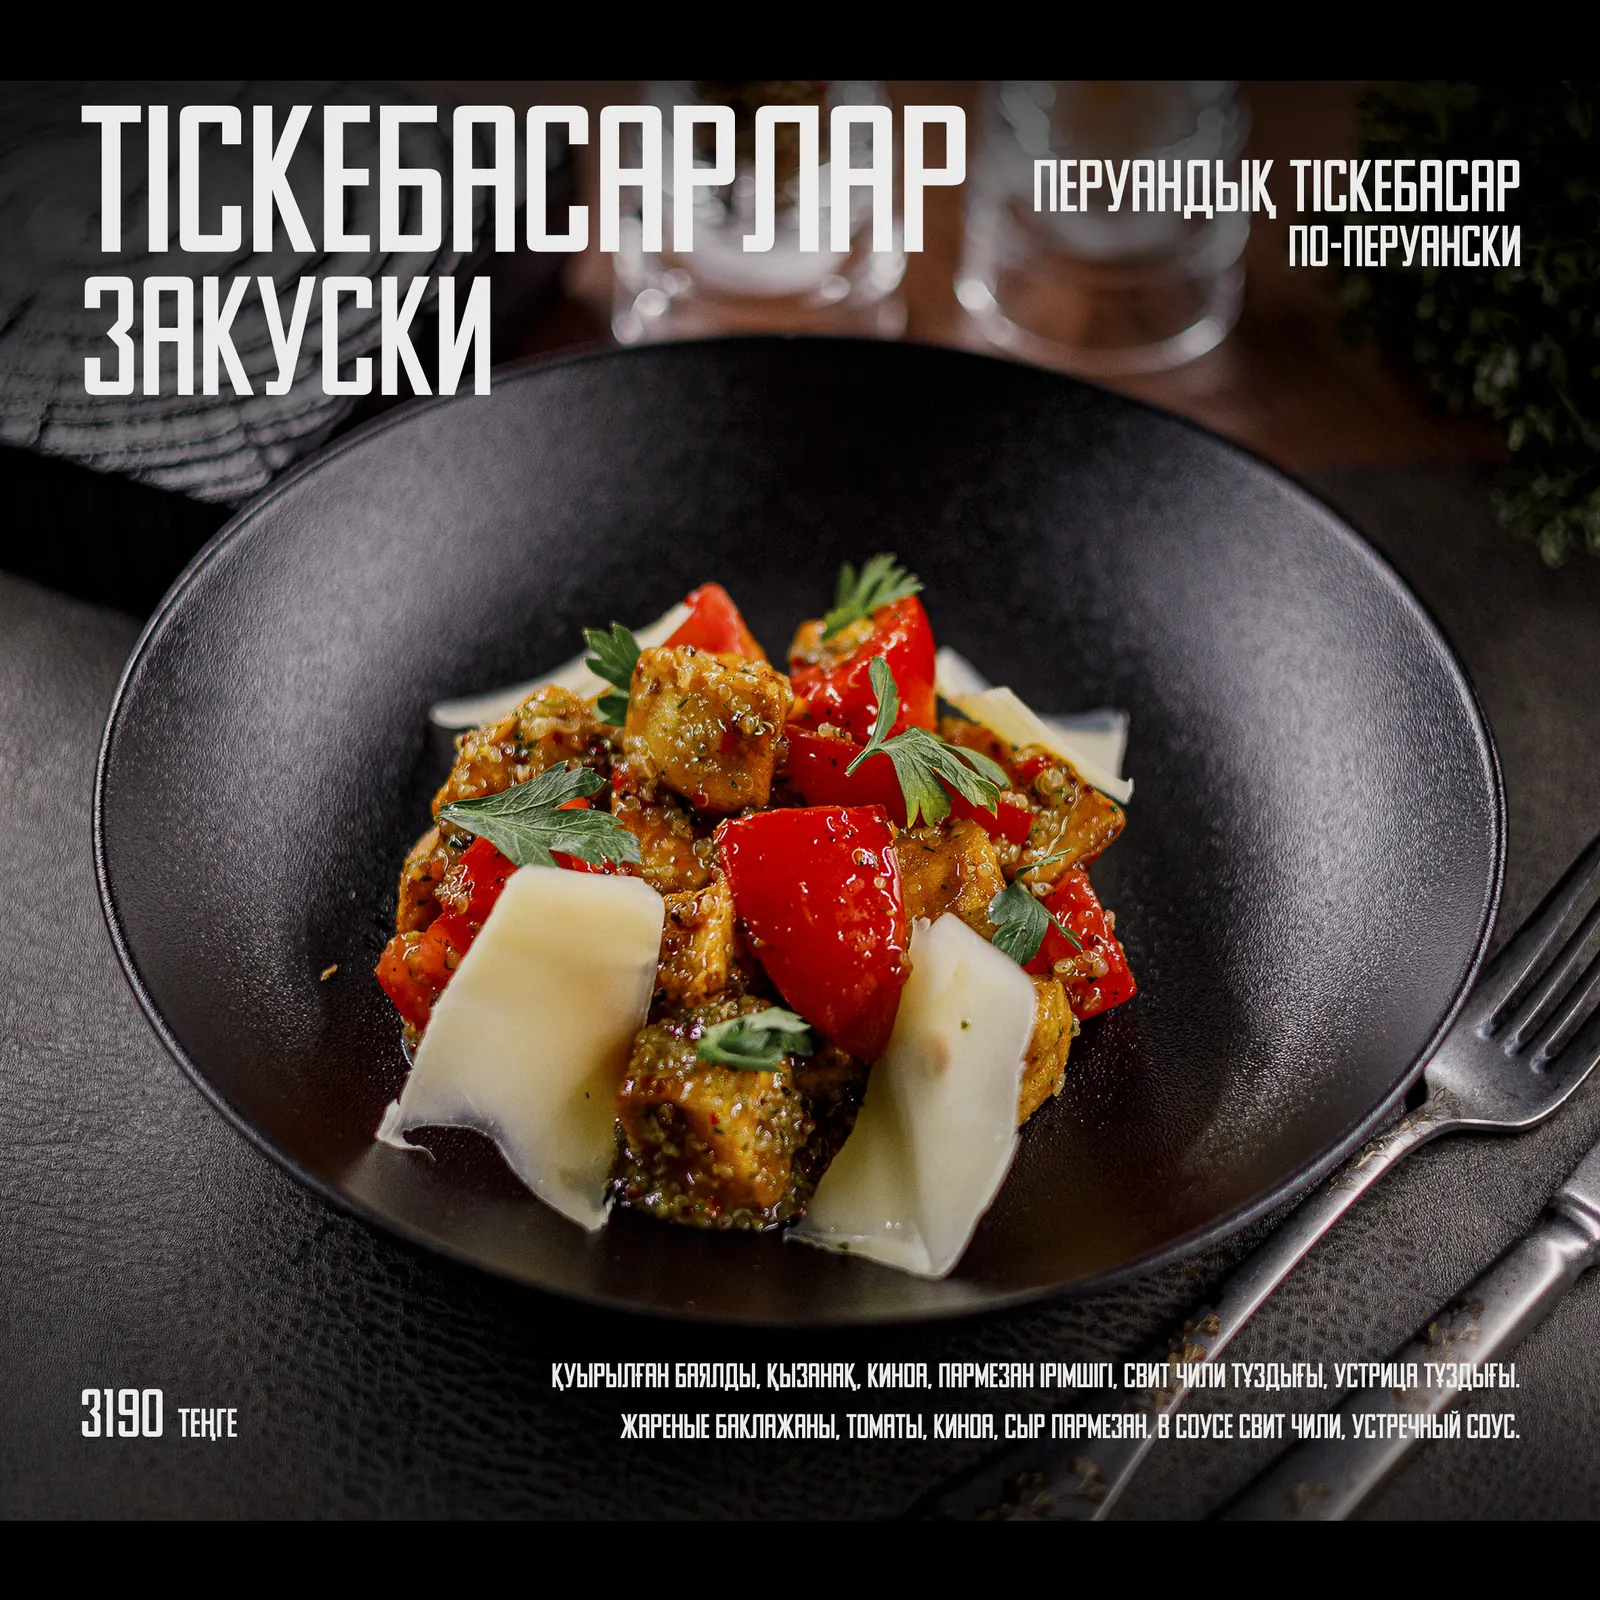 ТІСКЕБАСАРЛАР
ЗАКУСКИ
ПЕРУАНДЫҚ ТІСКЕБАСАР
ПО-ПЕРУАНСКИ
ҚУЫРЫЛҒАН БАЯЛДЫ, ҚЫЗАНАҚ, КИНОА, ПАРМЕЗАН ІРІМШІГІ, СВИТ ЧИЛИ ТҰЗДЫҒЫ, УСТРИЦА ТҰЗДЫҒЫ.
ЖАРЕНЫЕ БАКЛАЖАНЫ, ТОМАТЫ, КИНОА, СЫР ПАРМЕЗАН. В СОУСЕ СВИТ ЧИЛИ, УСТРЕЧНЫЙ СОУС.
3190 ТЕҢГЕ